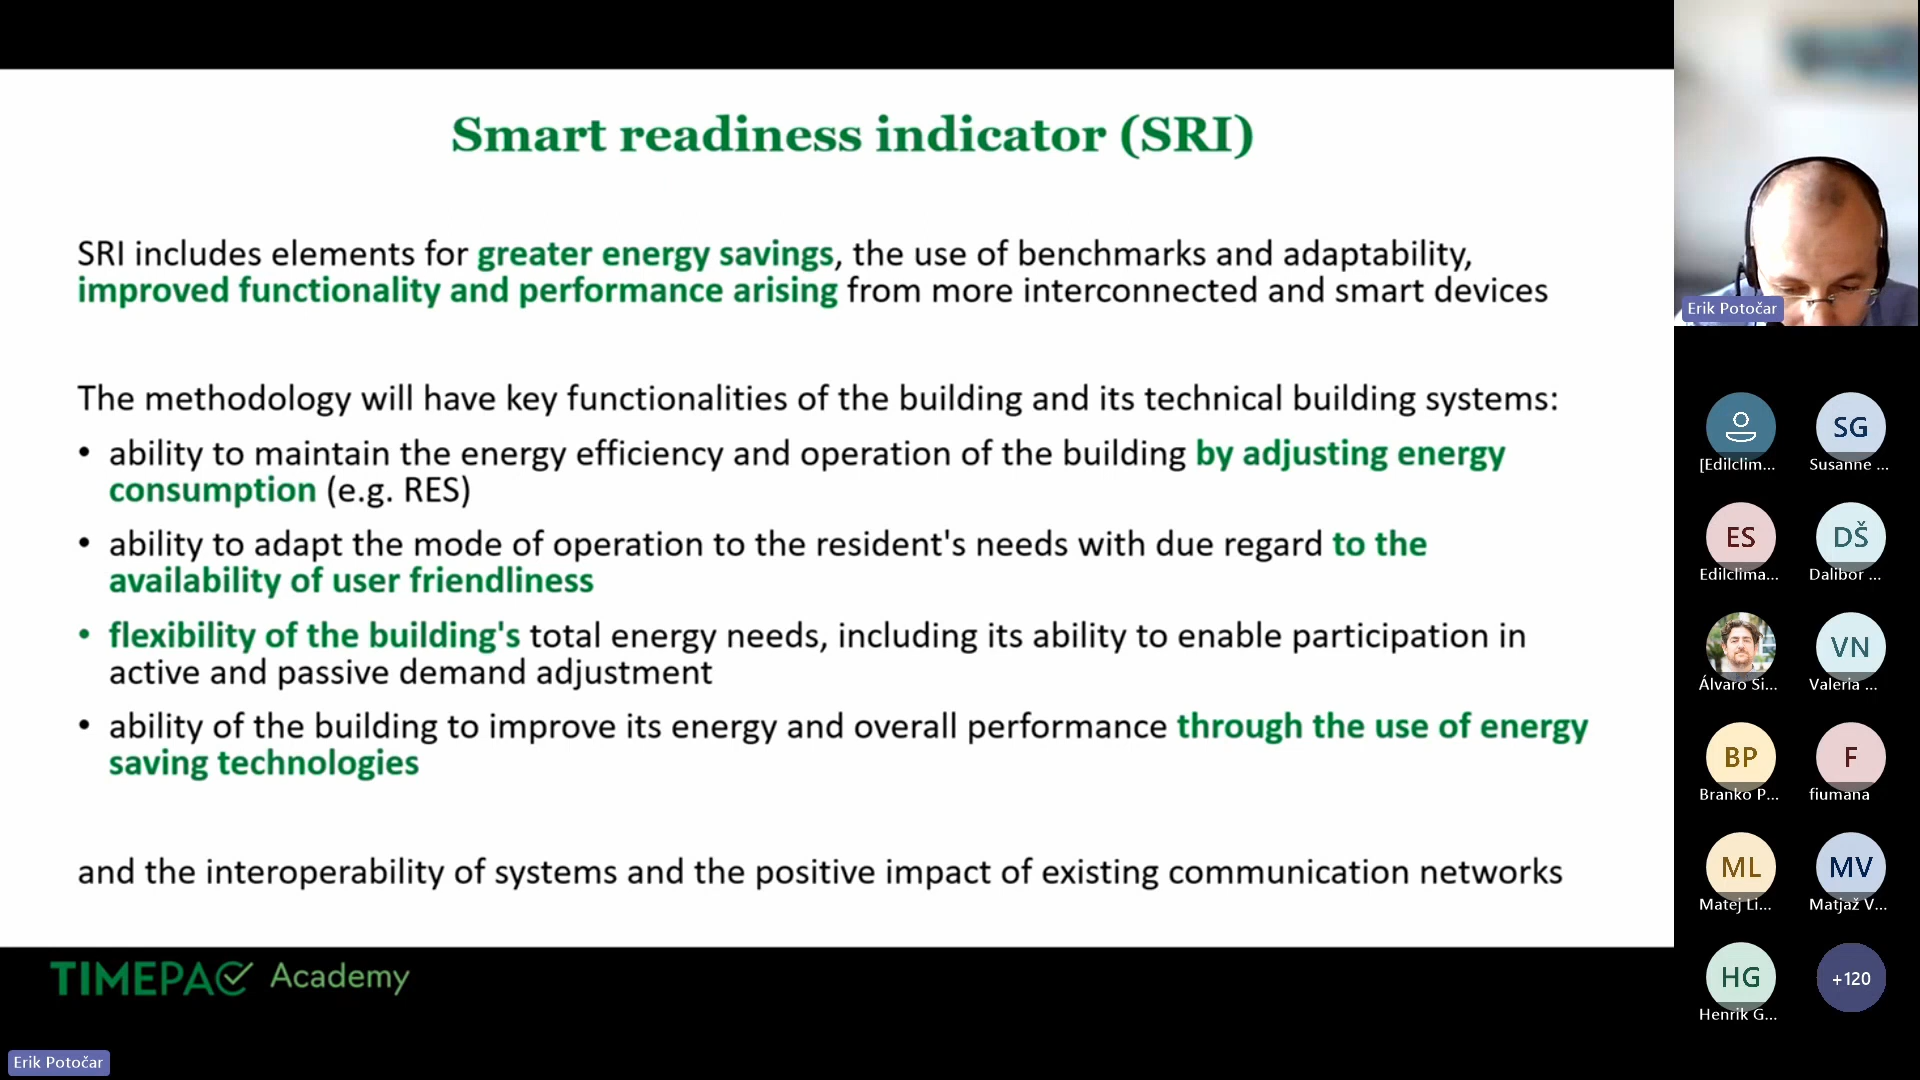 Smart readiness indicator (SRI)
SRI includes elements for greater energy savings, the use of benchmarks and adaptability,
improved functionality and performance arising from more interconnected and smart devices
The methodology will have key functionalities of the building and its technical building systems:
• ability to maintain the energy efficiency and operation of the building by adjusting energy
consumption (e.g. RES)
• ability to adapt the mode of operation to the resident's needs with due regard to the
availability of user friendliness
• flexibility of the building's total energy needs, including its ability to enable participation in
active and passive demand adjustment
• ability of the building to improve its energy and overall performance through the use of energy
saving technologies
and the interoperability of systems and the positive impact of existing communication networks
TIMEPAC Academy
Erik Potočar
Erik Potočar
[Edilclim...
SG
Susanne ...
ES
Edilclima...
DŠ
Dalibor ...
Álvaro Si...
VN
Valeria ...
BP
Branko P...
F
fiumana
ML
Matej Li...
MV
Matjaž V...
HG
Henrik G...
+120